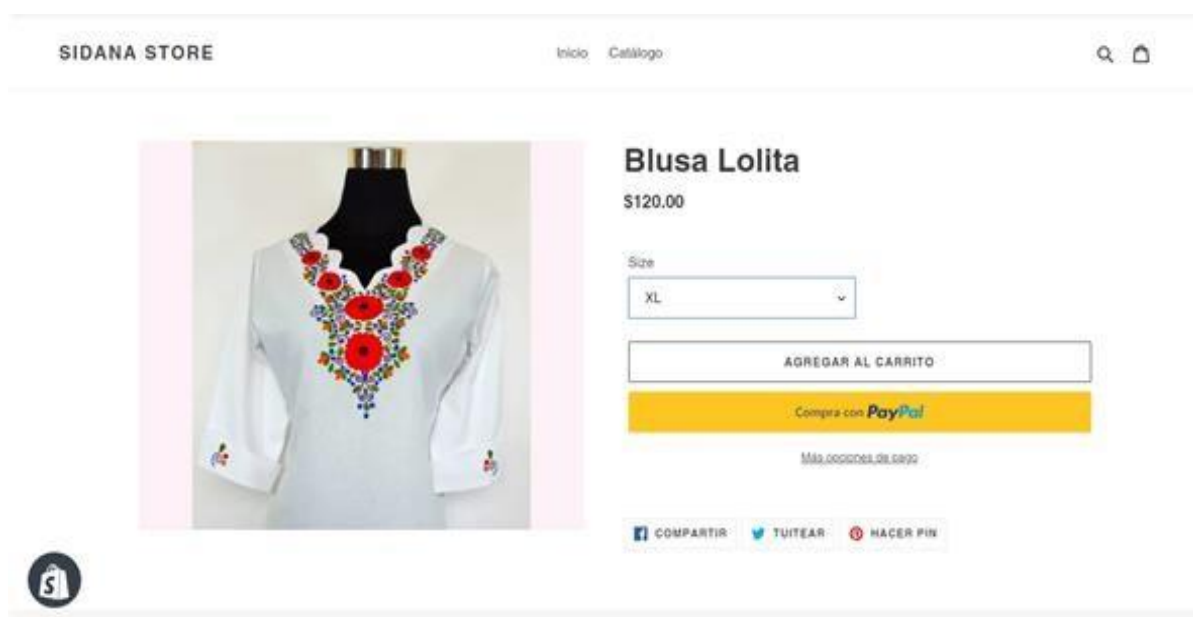 SIDANA STORE
Inicio Catálogo
Blusa Lolita
$120.00
Size
XL
AGREGAR AL CARRITO
Compra con PayPal
Más opciones de pago
COMPARTIR TUITEAR HACER PIN